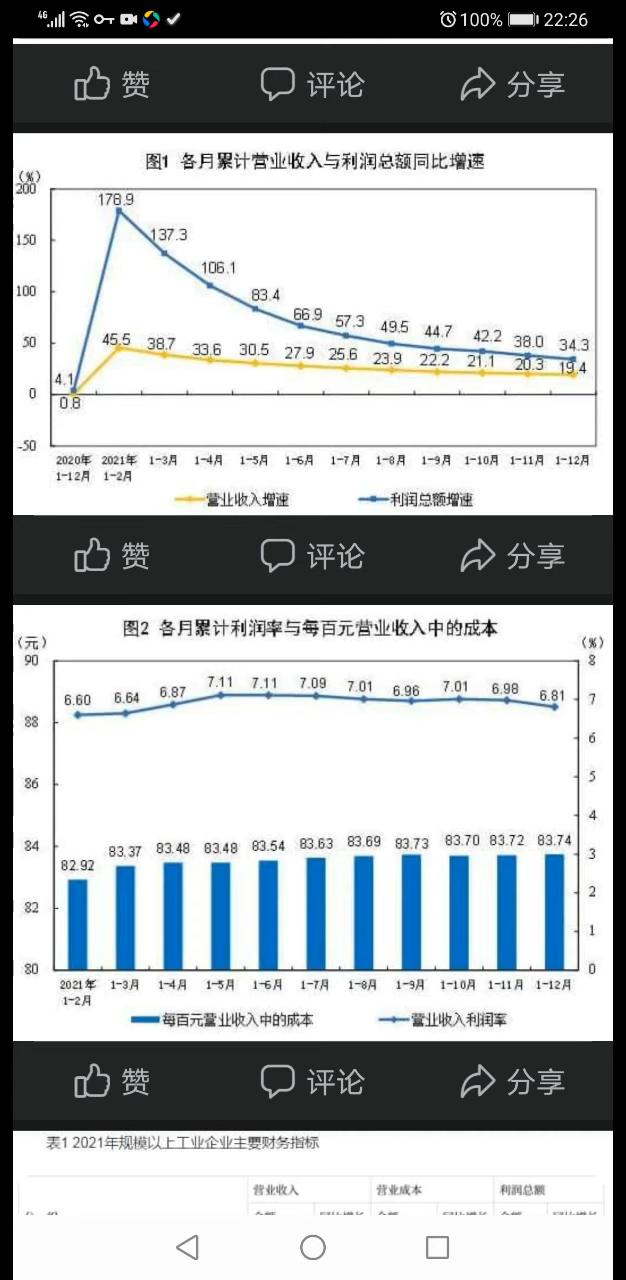 4G 100% 22:26
赞 评论 分享
图1 各月累计营业收入与利润总额同比增速
(%)
200
150
100
50
0
-50
178.9
137.3
106.1
83.4
66.9
57.3
49.5
44.7
42.2
38.0
34.3
4.1
45.5
38.7
33.6
30.5
27.9
25.6
23.9
22.2
21.1
20.3
19.4
0.8
2020年 2021年 1-3月 1-4月 1-5月 1-6月 1-7月 1-8月 1-9月 1-10月 1-11月 1-12月
1-12月 1-2月
营业收入增速 利润总额增速
赞 评论 分享
图2 各月累计利润率与每百元营业收入中的成本
(元) (%)
90 8
88 7
86 6
84 5
82 4
80 3
2
1
0
6.60 6.64 6.87 7.11 7.11 7.09 7.01 6.96 7.01 6.98 6.81
82.92 83.37 83.48 83.48 83.54 83.63 83.69 83.73 83.70 83.72 83.74
2021年 1-3月 1-4月 1-5月 1-6月 1-7月 1-8月 1-9月 1-10月 1-11月 1-12月
1-2月
每百元营业收入中的成本 营业收入利润率
赞 评论 分享
表1 2021年规模以上工业企业主要财务指标
营业收入 营业成本 利润总额